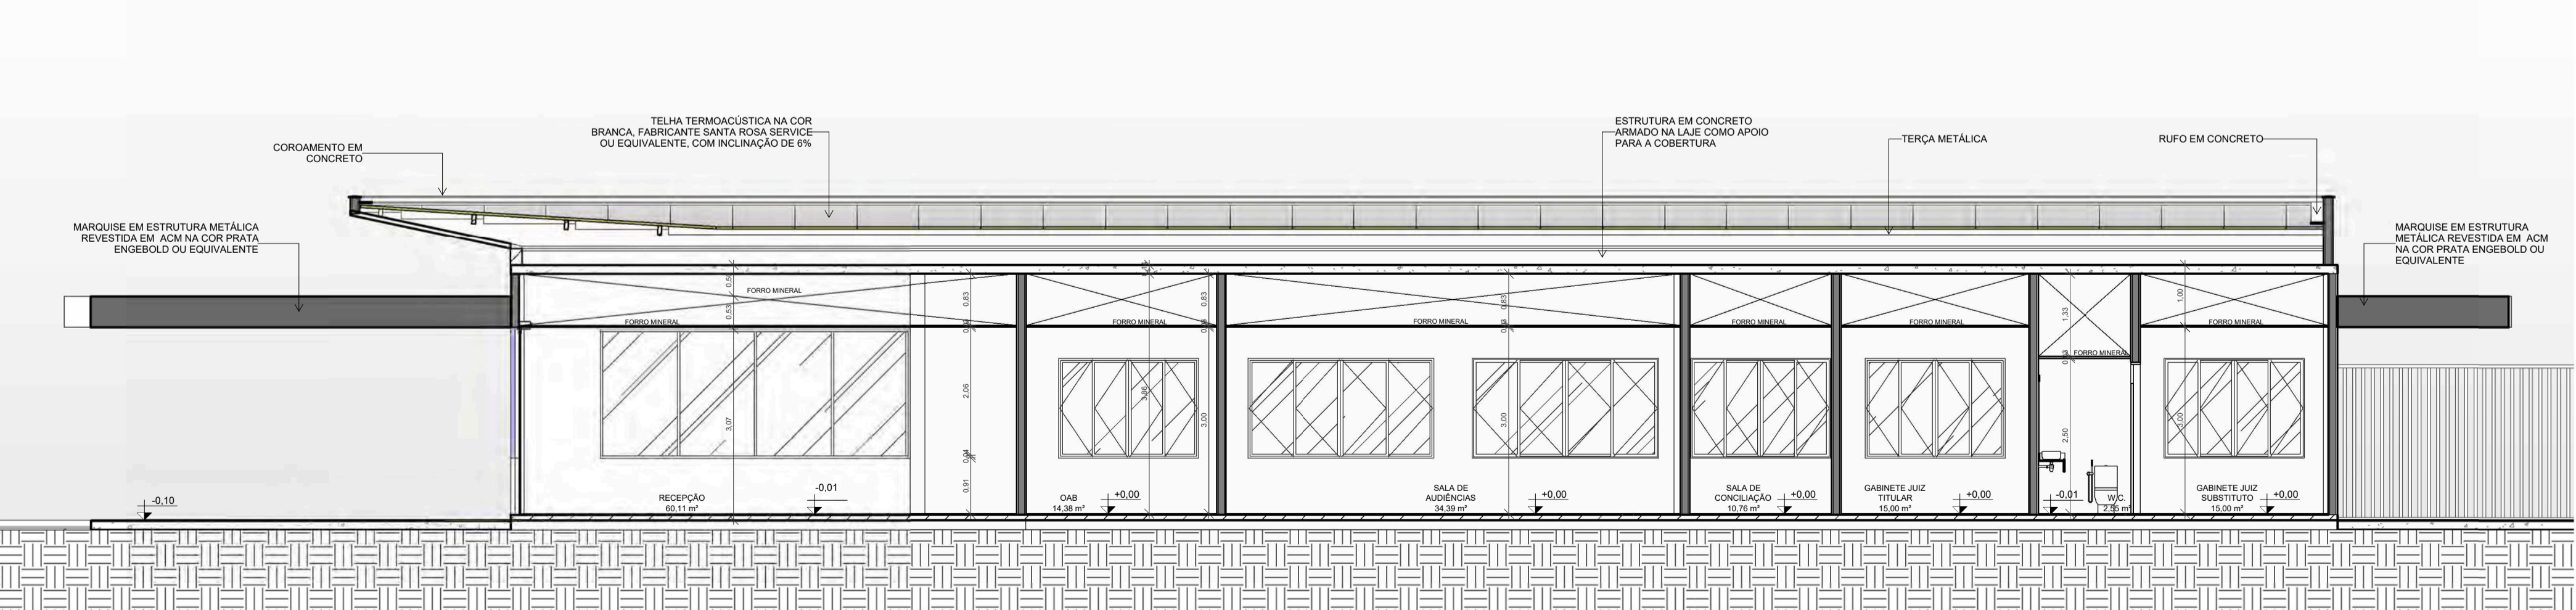 TELHA TERMOACÚSTICA NA COR
BRANCA, FABRICANTE SANTA ROSA SERVICE
OU EQUIVALENTE, COM INCLINAÇÃO DE 6%
ESTRUTURA EM CONCRETO
ARMADO NA LAJE COMO APOIO
PARA A COBERTURA
TERÇA METÁLICA
RUFO EM CONCRETO
COROAMENTO EM
CONCRETO
MARQUISE EM ESTRUTURA METÁLICA
REVESTIDA EM ACM NA COR PRATA
ENGEBOLD OU EQUIVALENTE
MARQUISE EM ESTRUTURA
METÁLICA REVESTIDA EM ACM
NA COR PRATA ENGEBOLD OU
EQUIVALENTE
FORRO MINERAL
FORRO MINERAL
FORRO MINERAL
FORRO MINERAL
FORRO MINERAL
FORRO MINERAL
FORRO MINERAL
FORRO MINERAL
0,53
3,07
0,83
2,06
0,91
3,86
0,83
3,00
0,83
3,00
1,33
2,50
1,00
3,00
-0,10
RECEPÇÃO
60,11 m²
-0,01
OAB
14,38 m²
+0,00
SALA DE
AUDIÊNCIAS
34,39 m²
+0,00
SALA DE
CONCILIAÇÃO
10,76 m²
+0,00
GABINETE JUIZ
TITULAR
15,00 m²
+0,00
-0,01
W.C.
2,55 m²
GABINETE JUIZ
SUBSTITUTO
15,00 m²
+0,00